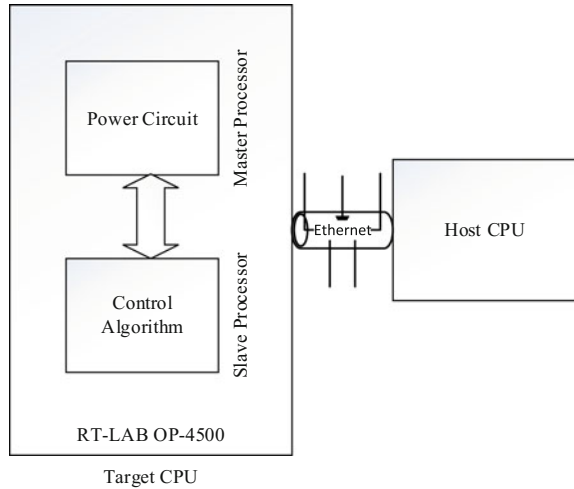 Power Circuit
Master Processor
Control
Algorithm
Slave Processor
RT-LAB OP-4500
Target CPU
Ethernet
Host CPU